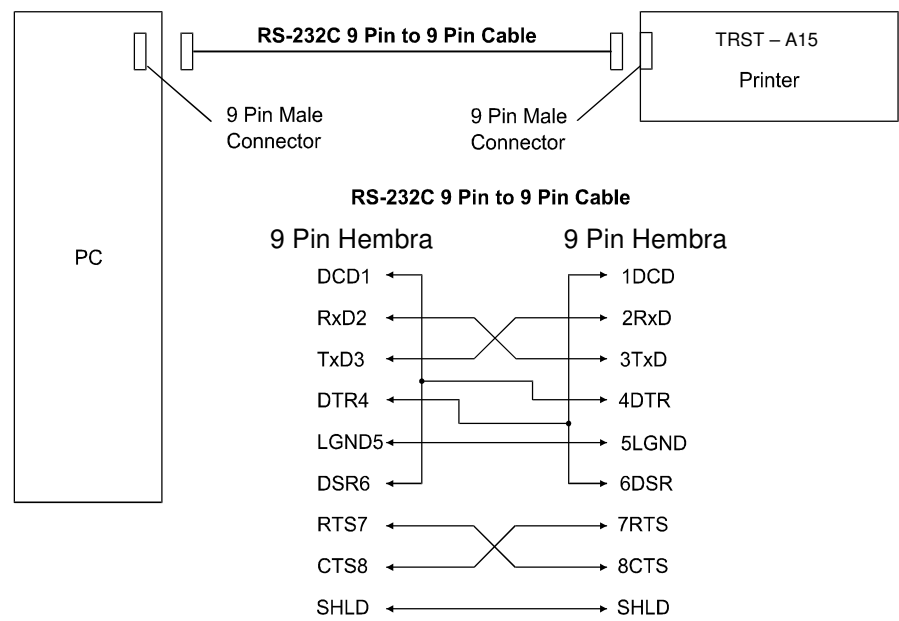 RS-232C 9 Pin to 9 Pin Cable
TRST – A15
Printer
9 Pin Male
Connector
9 Pin Male
Connector
PC
RS-232C 9 Pin to 9 Pin Cable
9 Pin Hembra 9 Pin Hembra
DCD1 1DCD
RxD2 2RxD
TxD3 3TxD
DTR4 4DTR
LGND5 5LGND
DSR6 6DSR
RTS7 7RTS
CTS8 8CTS
SHLD SHLD